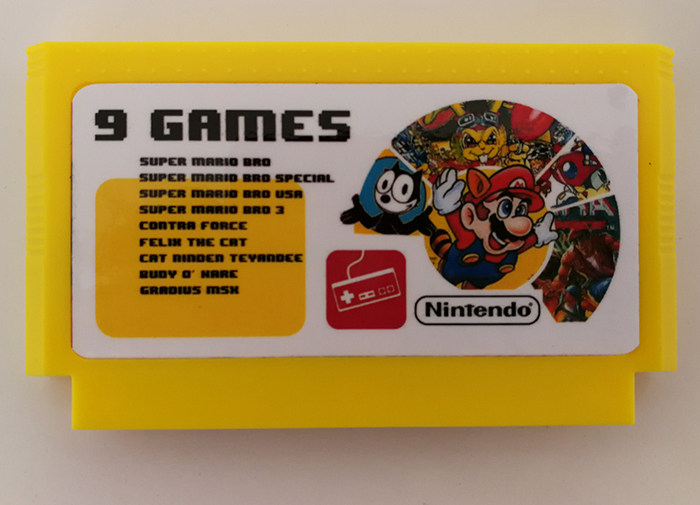 9 GAMES
SUPER MARIO BRO
SUPER MARIO BRO SPECIAL
SUPER MARIO BRO USA
SUPER MARIO BRO 3
CONTRA FORCE
FELIX THE CAT
CAT NINDEN TEYANDEE
BUDY O' HARE
GRADIUS MSX
Nintendo